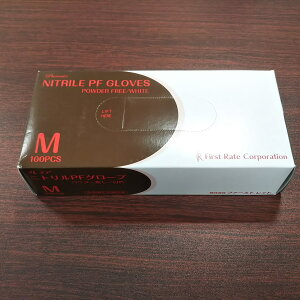 NITRILE PF GLOVES
POWDER FREE/WHITE
LIFT
HERE
M
100PCS
First Rate Corporation
M
ニトリルPFグローブ